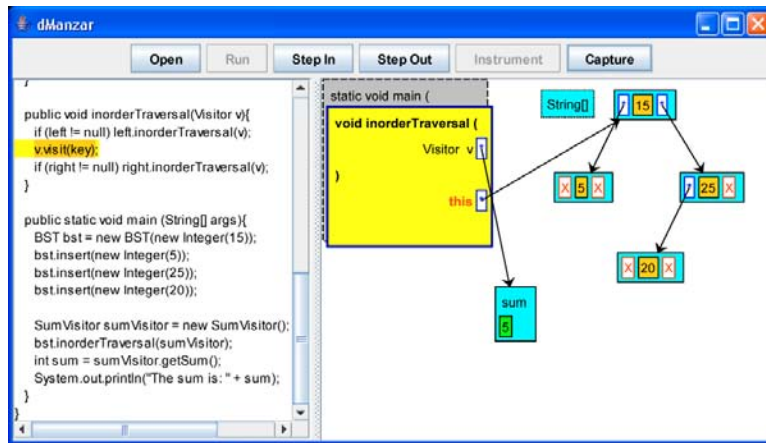 dManzar
Open Run Step In Step Out Instrument Capture
}
public void inorderTraversal(Visitor v){
if (left != null) left.inorderTraversal(v);
v.visit(key);
if (right != null) right.inorderTraversal(v);
}
public static void main (String[] args){
BST bst = new BST(new Integer(15));
bst.insert(new Integer(5));
bst.insert(new Integer(25));
bst.insert(new Integer(20));
SumVisitor sumVisitor = new SumVisitor();
bst.inorderTraversal(sumVisitor);
int sum = sumVisitor.getSum();
System.out.println("The sum is: " + sum);
}
}
static void main (
void inorderTraversal (
Visitor v
)
this
String[]
15
X 5 X
25 X
X 20 X
sum
5